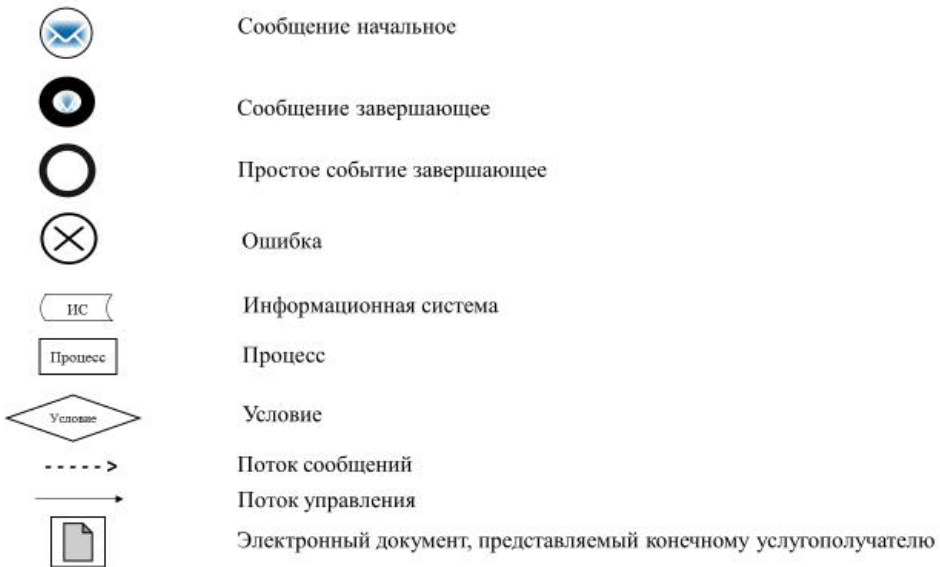 Сообщение начальное
Сообщение завершающее
Простое событие завершающее
Ошибка
ИС Информационная система
Процесс Процесс
Условие Условие
Поток сообщений
Поток управления
Электронный документ, представляемый конечному услугополучателю